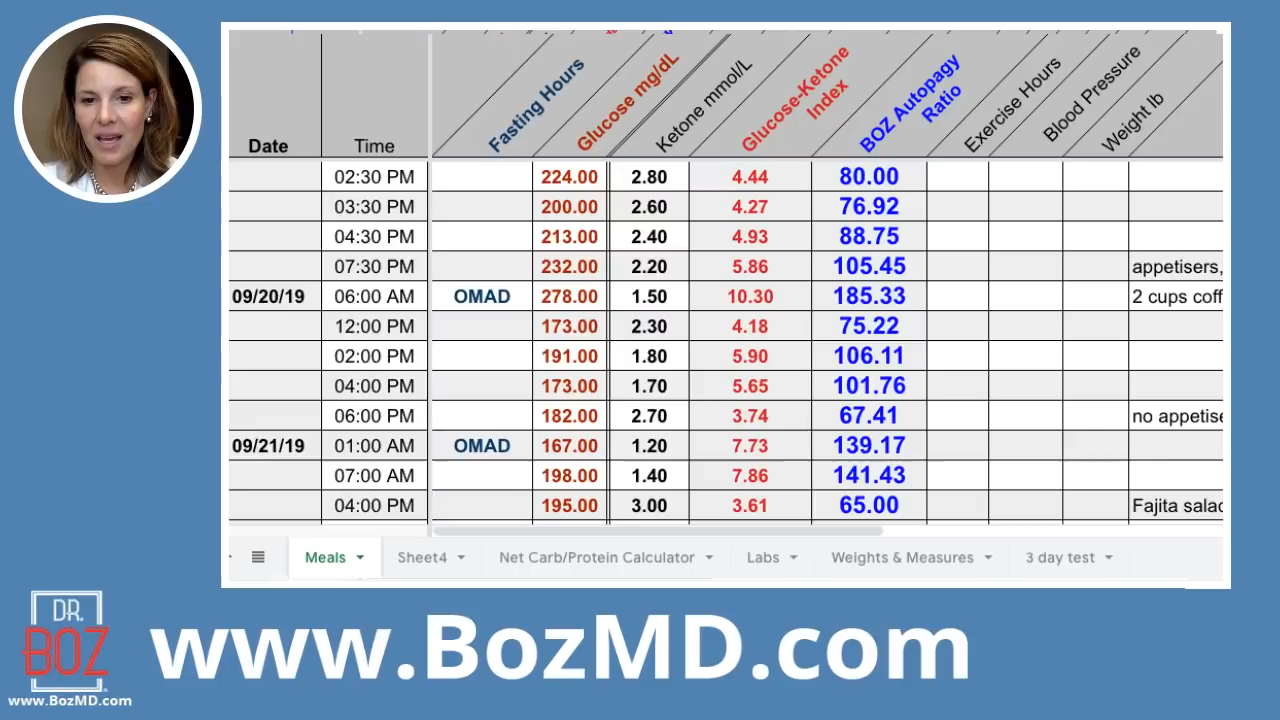 Date Time Fasting Hours Glucose mg/dL Ketone mmol/L Glucose-Ketone Index BOZ Autopagy Ratio Exercise Hours Blood Pressure Weight lb
02:30 PM 224.00 2.80 4.44 80.00
03:30 PM 200.00 2.60 4.27 76.92
04:30 PM 213.00 2.40 4.93 88.75
07:30 PM 232.00 2.20 5.86 105.45 appetisers,
09/20/19 06:00 AM OMAD 278.00 1.50 10.30 185.33 2 cups coff
12:00 PM 173.00 2.30 4.18 75.22
02:00 PM 191.00 1.80 5.90 106.11
04:00 PM 173.00 1.70 5.65 101.76
06:00 PM 182.00 2.70 3.74 67.41 no appetise
09/21/19 01:00 AM OMAD 167.00 1.20 7.73 139.17
07:00 AM 198.00 1.40 7.86 141.43
04:00 PM 195.00 3.00 3.61 65.00 Fajita salad
Meals Sheet4 Net Carb/Protein Calculator Labs Weights & Measures 3 day test
DR.
BOZ
www.BozMD.com
www.BozMD.com